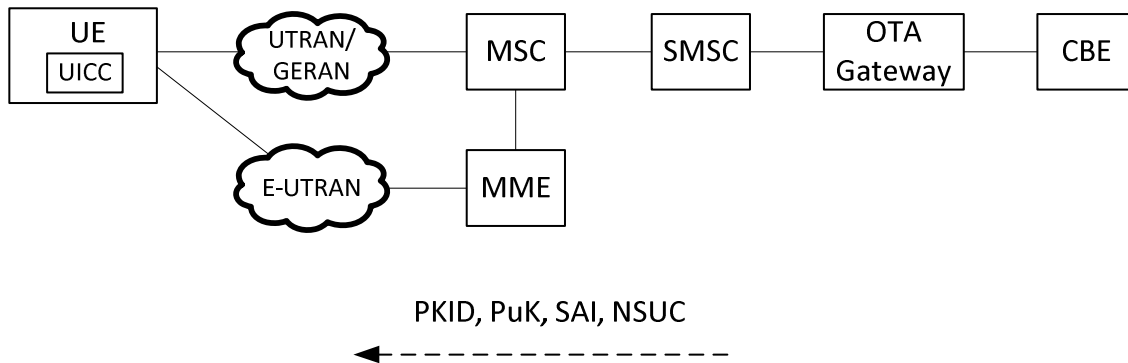 UE
UICC
UTRAN/
GERAN
MSC
SMSC
OTA
Gateway
CBE
E-UTRAN
MME
PKID, PuK, SAI, NSUC